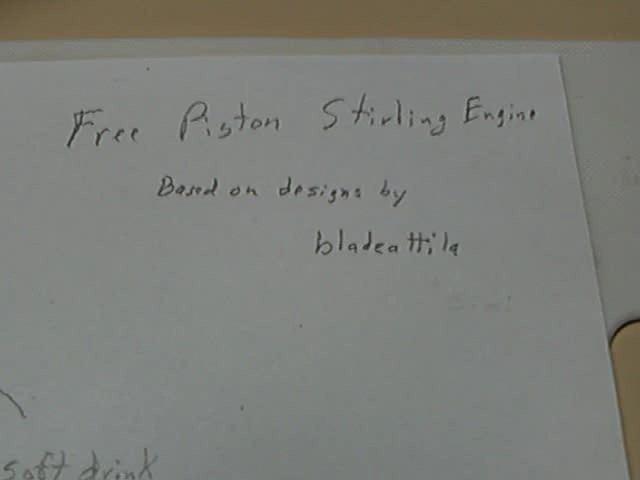 Free Piston Stirling Engine
Based on designs by
bladeattila
soft drink